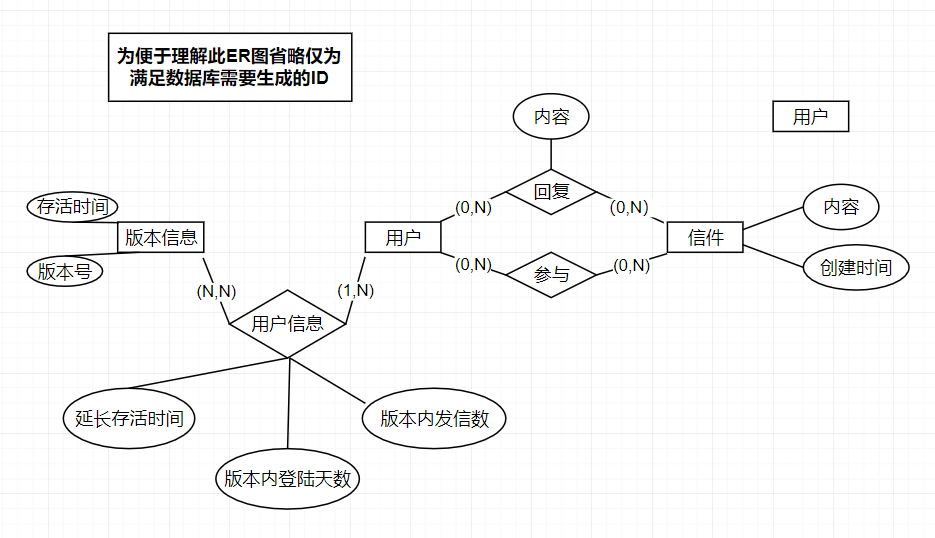 为便于理解此ER图省略仅为
满足数据库需要生成的ID
内容
用户
回复
存活时间
(0,N)
(0,N)
内容
版本信息
用户
信件
版本号
(0,N)
参与
(0,N)
创建时间
(N,N)
(1,N)
用户信息
延长存活时间
版本内发信数
版本内登陆天数